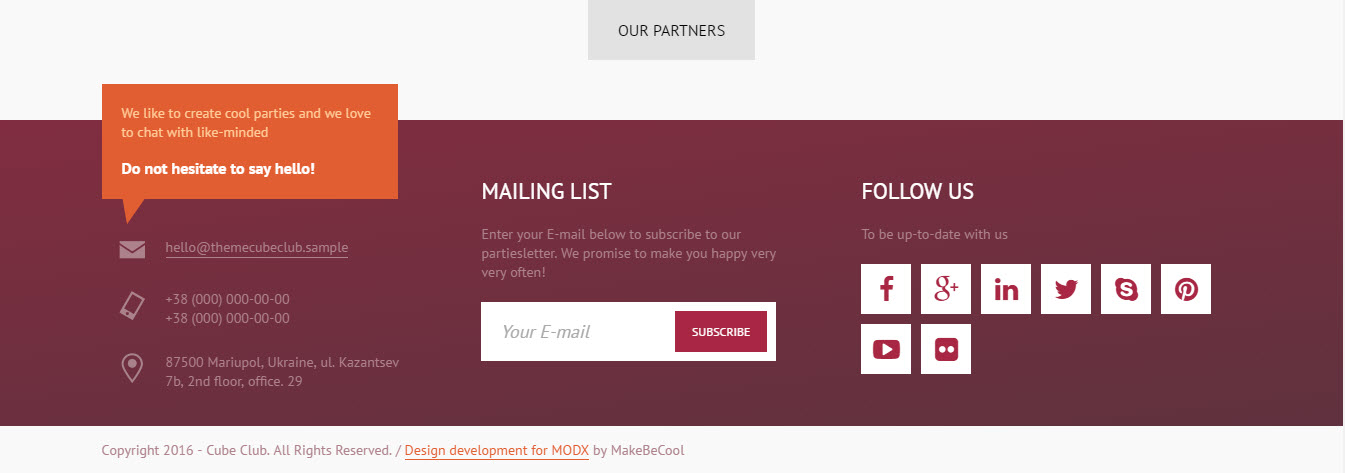 OUR PARTNERS
We like to create cool parties and we love
to chat with like-minded
Do not hesitate to say hello!
hello@themecubeclub.sample
+38 (000) 000-00-00
+38 (000) 000-00-00
87500 Mariupol, Ukraine, ul. Kazantsev
7b, 2nd floor, office. 29
MAILING LIST
Enter your E-mail below to subscribe to our
partiesletter. We promise to make you happy very
very often!
Your E-mail
SUBSCRIBE
FOLLOW US
To be up-to-date with us
Copyright 2016 - Cube Club. All Rights Reserved. / Design development for MODX by MakeBeCool